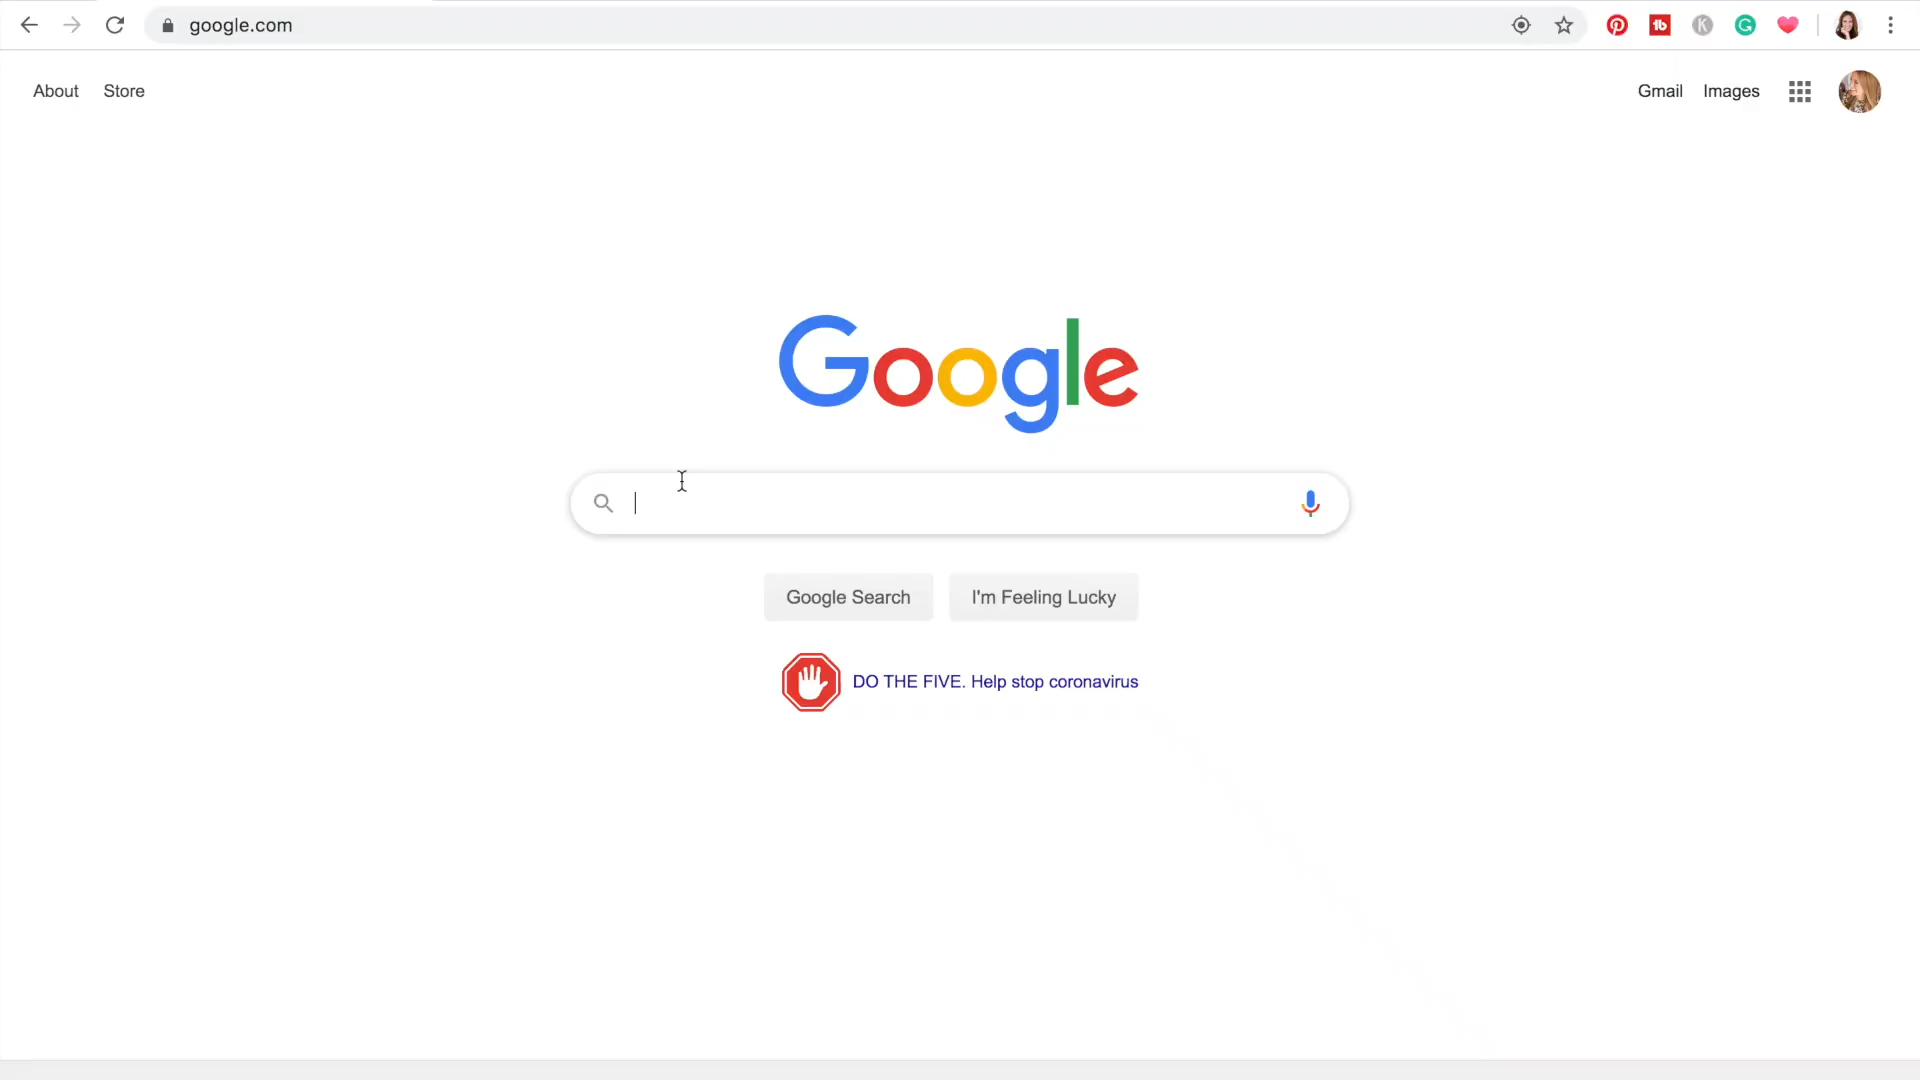 google.com
About Store
Gmail Images
Google
Google Search I'm Feeling Lucky
DO THE FIVE. Help stop coronavirus